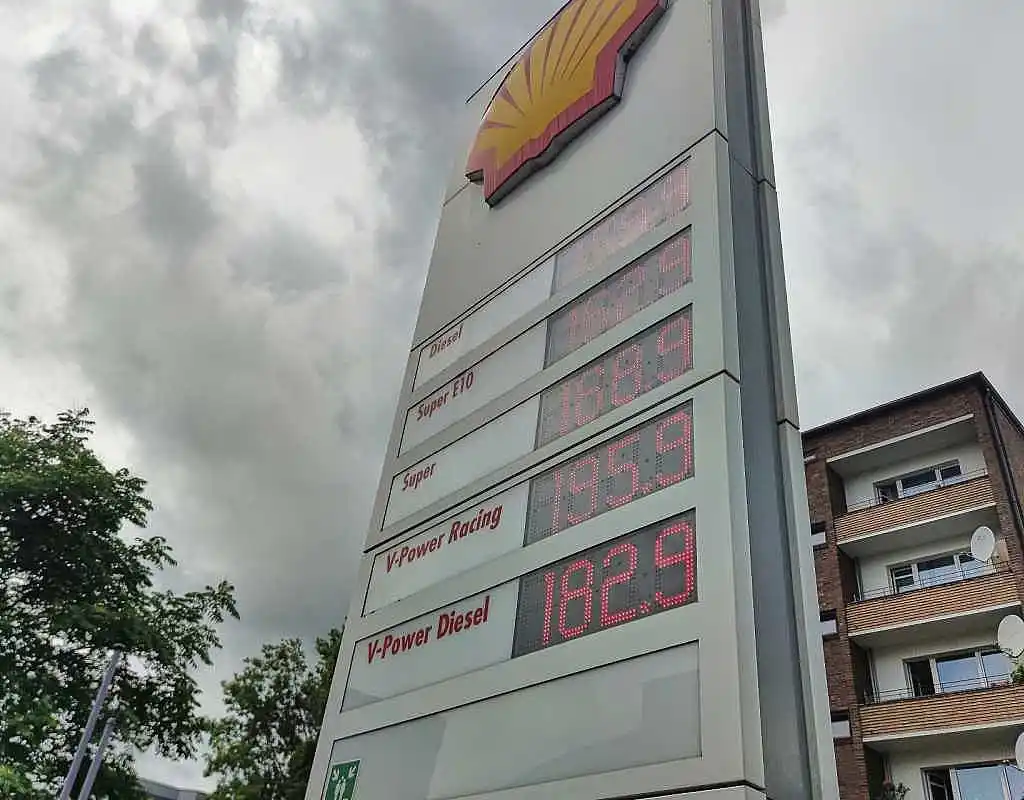 Diesel
Super E10
Super 168.9
V-Power Racing 195.9
V-Power Diesel 182.9